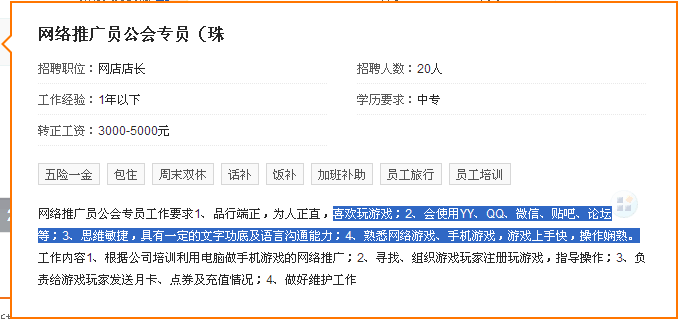 网络推广员公会专员（珠
招聘职位：网店店长
招聘人数：20人
工作经验：1年以下
学历要求：中专
转正工资：3000-5000元
五险一金 包住 周末双休 话补 饭补 加班补助 员工旅行 员工培训
网络推广员公会专员工作要求1、品行端正，为人正直，喜欢玩游戏；2、会使用YY、QQ、微信、贴吧、论坛
等；3、思维敏捷，具有一定的文字功底及语言沟通能力；4、熟悉网络游戏、手机游戏，游戏上手快，操作娴熟。
工作内容1、根据公司培训利用电脑做手机游戏的网络推广；2、寻找、组织游戏玩家注册玩游戏，指导操作；3、负
责给游戏玩家发送月卡、点券及充值情况；4、做好维护工作